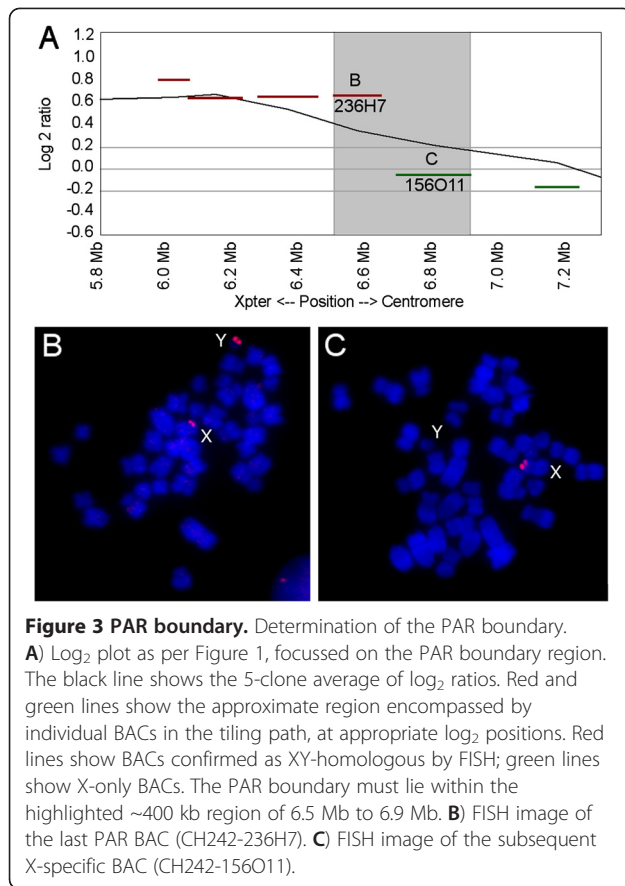 A
1.2
1.0
0.8
0.6
0.4
0.2
0.0
-0.2
-0.4
-0.6
Log 2 ratio
B
236H7
C
156O11
5.8 Mb
6.0 Mb
6.2 Mb
6.4 Mb
6.6 Mb
6.8 Mb
7.0 Mb
7.2 Mb
Xpter <-- Position --> Centromere
B
Y
X
C
Y
X
Figure 3 PAR boundary. Determination of the PAR boundary.
A) Log2 plot as per Figure 1, focussed on the PAR boundary region.
The black line shows the 5-clone average of log2 ratios. Red and
green lines show the approximate region encompassed by
individual BACs in the tiling path, at appropriate log2 positions. Red
lines show BACs confirmed as XY-homologous by FISH; green lines
show X-only BACs. The PAR boundary must lie within the
highlighted ~400 kb region of 6.5 Mb to 6.9 Mb. B) FISH image of
the last PAR BAC (CH242-236H7). C) FISH image of the subsequent
X-specific BAC (CH242-156O11).